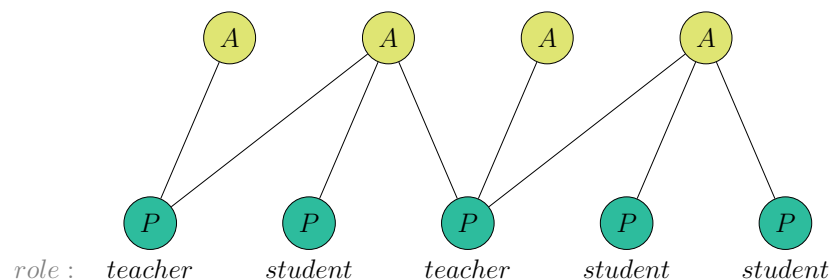 A A A A
P P P P P
role : teacher student teacher student student